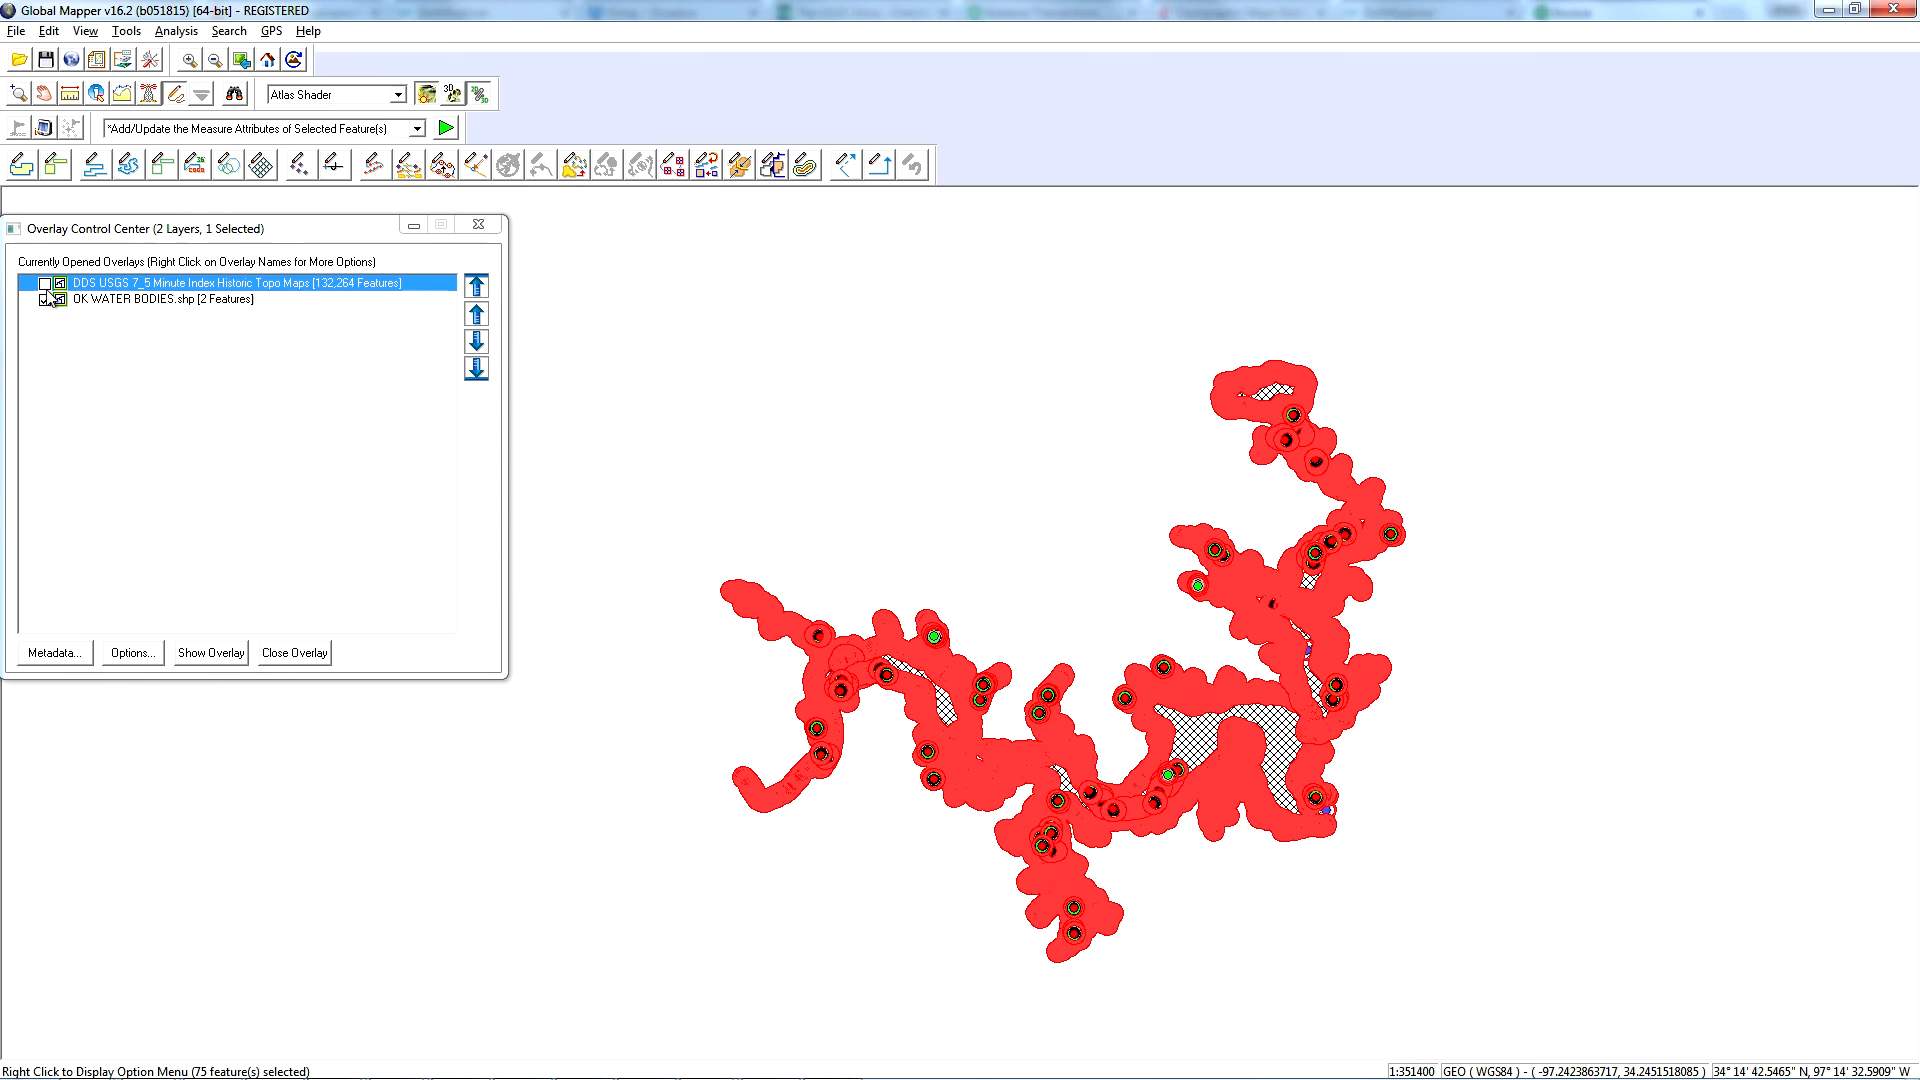 Global Mapper v16.2 (b051815) [64-bit] - REGISTERED
File Edit View Tools Analysis Search GPS Help
Atlas Shader
3D
*Add/Update the Measure Attributes of Selected Feature(s)
Overlay Control Center (2 Layers, 1 Selected)
Currently Opened Overlays (Right Click on Overlay Names for More Options)
DDS USGS 7_5 Minute Index Historic Topo Maps [132,264 Features]
OK WATER BODIES.shp [2 Features]
Metadata... Options... Show Overlay Close Overlay
Right Click to Display Option Menu (75 feature(s) selected)
1:351400 GEO ( WGS84 ) - ( -97.2423863717, 34.2451518085 ) 34° 14' 42.5465" N, 97° 14' 32.5909" W